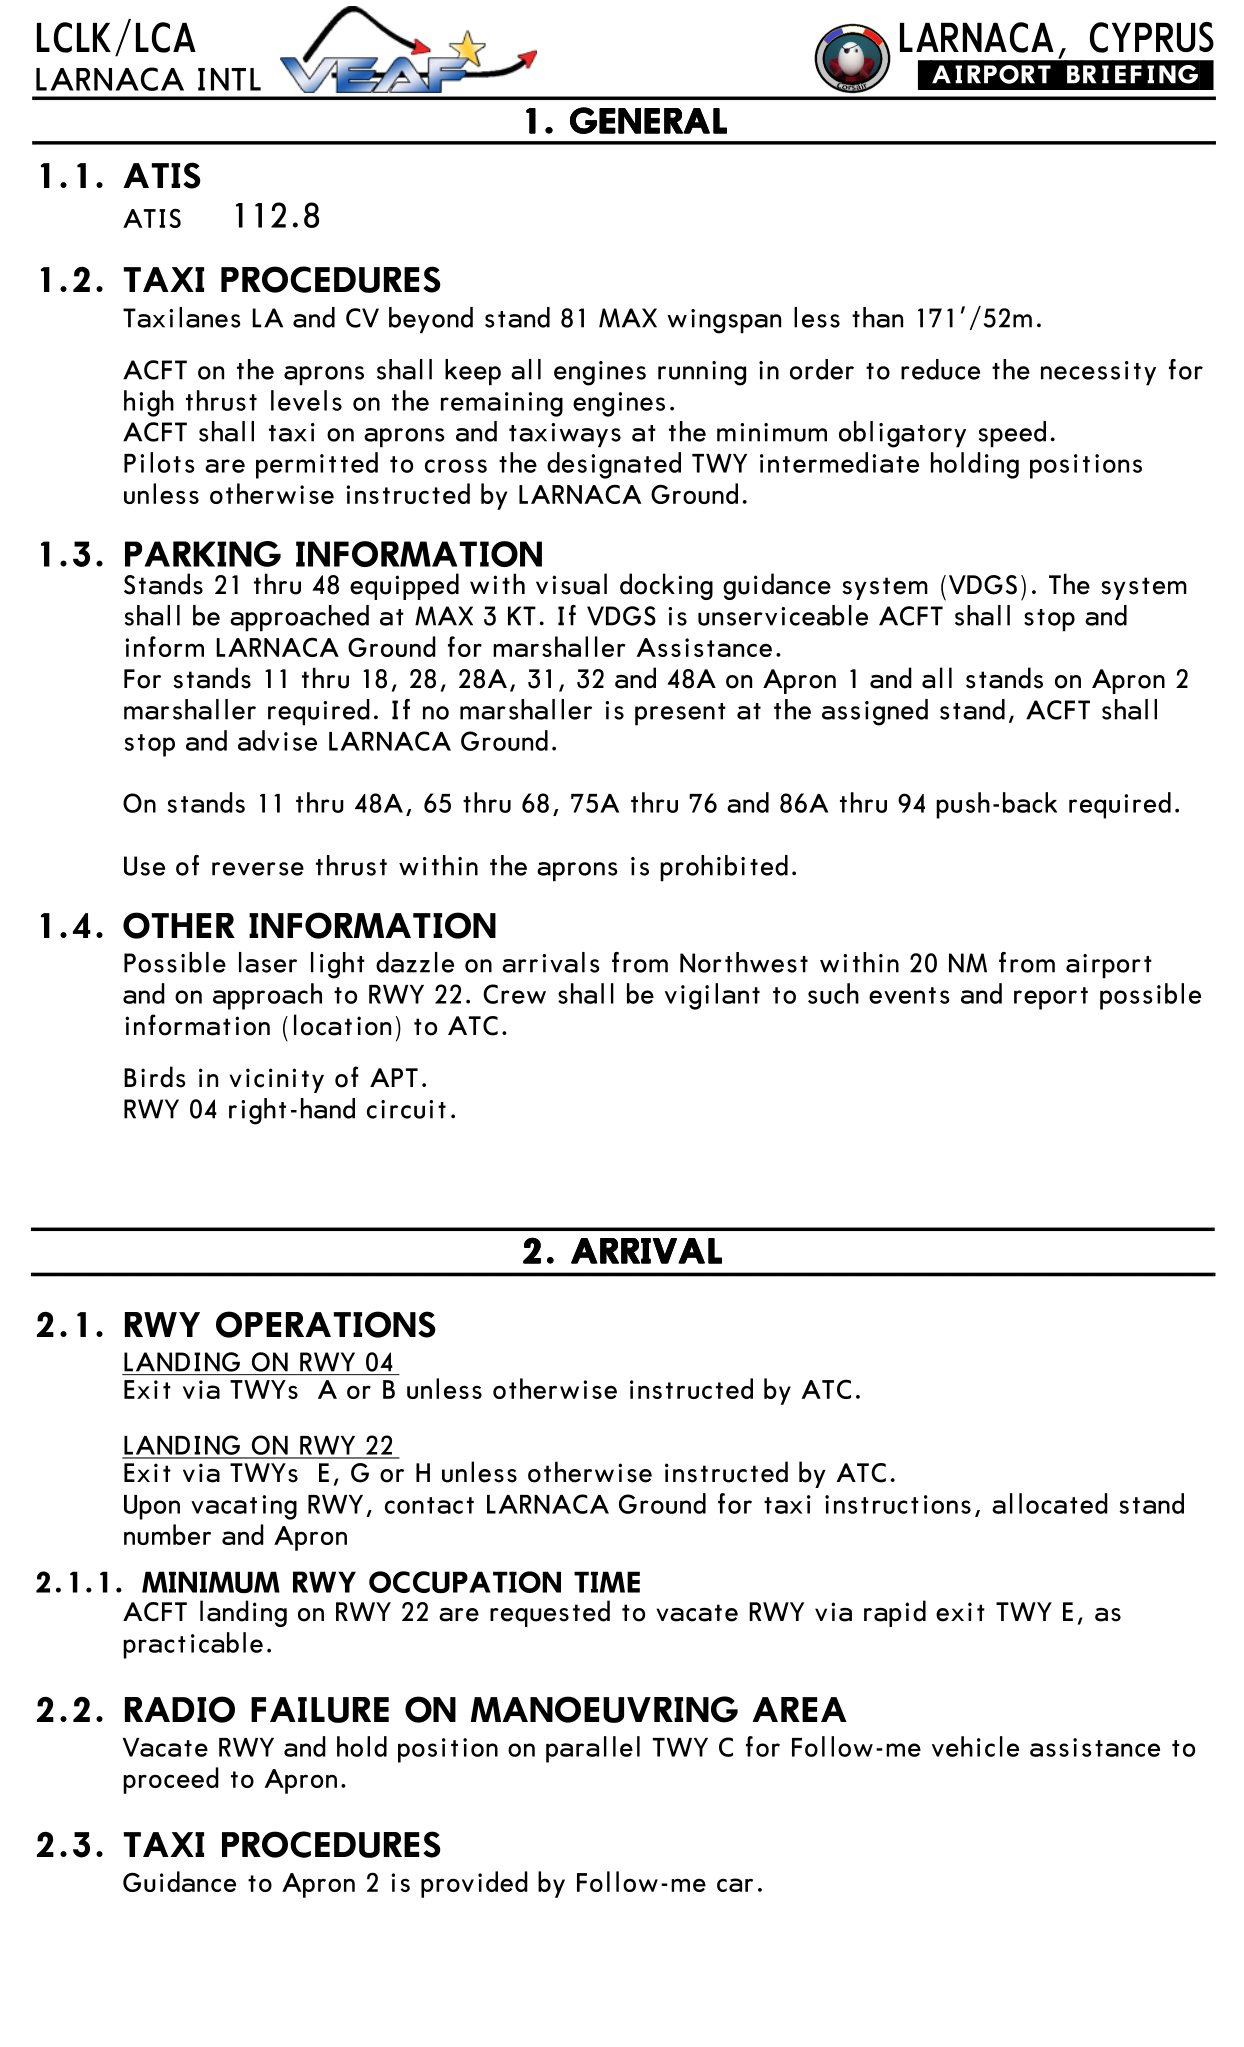 LCLK/LCA
LARNACA INTL
VEAF
Corsair
LARNACA, CYPRUS
AIRPORT BRIEFING
1. GENERAL
1.1. ATIS
ATIS 112.8
1.2. TAXI PROCEDURES
Taxilanes LA and CV beyond stand 81 MAX wingspan less than 171'/52m.
ACFT on the aprons shall keep all engines running in order to reduce the necessity for
high thrust levels on the remaining engines.
ACFT shall taxi on aprons and taxiways at the minimum obligatory speed.
Pilots are permitted to cross the designated TWY intermediate holding positions
unless otherwise instructed by LARNACA Ground.
1.3. PARKING INFORMATION
Stands 21 thru 48 equipped with visual docking guidance system (VDGS). The system
shall be approached at MAX 3 KT. If VDGS is unserviceable ACFT shall stop and
inform LARNACA Ground for marshaller Assistance.
For stands 11 thru 18, 28, 28A, 31, 32 and 48A on Apron 1 and all stands on Apron 2
marshaller required. If no marshaller is present at the assigned stand, ACFT shall
stop and advise LARNACA Ground.
On stands 11 thru 48A, 65 thru 68, 75A thru 76 and 86A thru 94 push-back required.
Use of reverse thrust within the aprons is prohibited.
1.4. OTHER INFORMATION
Possible laser light dazzle on arrivals from Northwest within 20 NM from airport
and on approach to RWY 22. Crew shall be vigilant to such events and report possible
information (location) to ATC.
Birds in vicinity of APT.
RWY 04 right-hand circuit.
2. ARRIVAL
2.1. RWY OPERATIONS
LANDING ON RWY 04
Exit via TWYs A or B unless otherwise instructed by ATC.
LANDING ON RWY 22
Exit via TWYs E, G or H unless otherwise instructed by ATC.
Upon vacating RWY, contact LARNACA Ground for taxi instructions, allocated stand
number and Apron
2.1.1. MINIMUM RWY OCCUPATION TIME
ACFT landing on RWY 22 are requested to vacate RWY via rapid exit TWY E, as
practicable.
2.2. RADIO FAILURE ON MANOEUVRING AREA
Vacate RWY and hold position on parallel TWY C for Follow-me vehicle assistance to
proceed to Apron.
2.3. TAXI PROCEDURES
Guidance to Apron 2 is provided by Follow-me car.